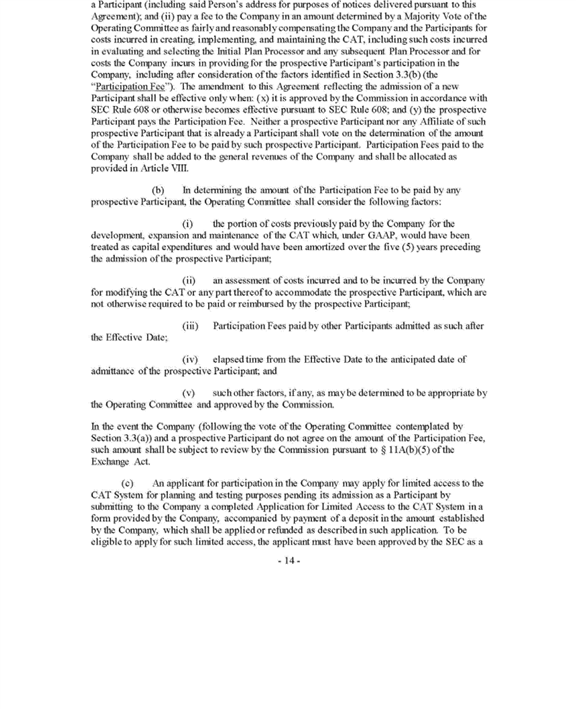 a Participant (including said Person's address for purposes of notices delivered pursuant to this
Agreement); and (ii) pay a fee to the Company in an amount determined by a Majority Vote of the
Operating Committee as fairly and reasonably compensating the Company and the Participants for
costs incurred in creating, implementing, and maintaining the CAT, including such costs incurred
in evaluating and selecting the Initial Plan Processor and any subsequent Plan Processor and for
costs the Company incurs in providing for the prospective Participant's participation in the
Company, including after consideration of the factors identified in Section 3.3(b) (the
"Participation Fee"). The amendment to this Agreement reflecting the admission of a new
Participant shall be effective only when: (x) it is approved by the Commission in accordance with
SEC Rule 608 or otherwise becomes effective pursuant to SEC Rule 608; and (y) the prospective
Participant pays the Participation Fee. Neither a prospective Participant nor any Affiliate of such
prospective Participant that is already a Participant shall vote on the determination of the amount
of the Participation Fee to be paid by such prospective Participant. Participation Fees paid to the
Company shall be added to the general revenues of the Company and shall be allocated as
provided in Article VIII.
(b) In determining the amount of the Participation Fee to be paid by any
prospective Participant, the Operating Committee shall consider the following factors:
(i) the portion of costs previously paid by the Company for the
development, expansion and maintenance of the CAT which, under GAAP, would have been
treated as capital expenditures and would have been amortized over the five (5) years preceding
the admission of the prospective Participant;
(ii) an assessment of costs incurred and to be incurred by the Company
for modifying the CAT or any part thereof to accommodate the prospective Participant, which are
not otherwise required to be paid or reimbursed by the prospective Participant;
(iii) Participation Fees paid by other Participants admitted as such after
the Effective Date;
(iv) elapsed time from the Effective Date to the anticipated date of
admittance of the prospective Participant; and
(v) such other factors, if any, as may be determined to be appropriate by
the Operating Committee and approved by the Commission.
In the event the Company (following the vote of the Operating Committee contemplated by
Section 3.3(a)) and a prospective Participant do not agree on the amount of the Participation Fee,
such amount shall be subject to review by the Commission pursuant to § 11A(b)(5) of the
Exchange Act.
(c) An applicant for participation in the Company may apply for limited access to the
CAT System for planning and testing purposes pending its admission as a Participant by
submitting to the Company a completed Application for Limited Access to the CAT System in a
form provided by the Company, accompanied by payment of a deposit in the amount established
by the Company, which shall be applied or refunded as described in such application. To be
eligible to apply for such limited access, the applicant must have been approved by the SEC as a
- 14 -